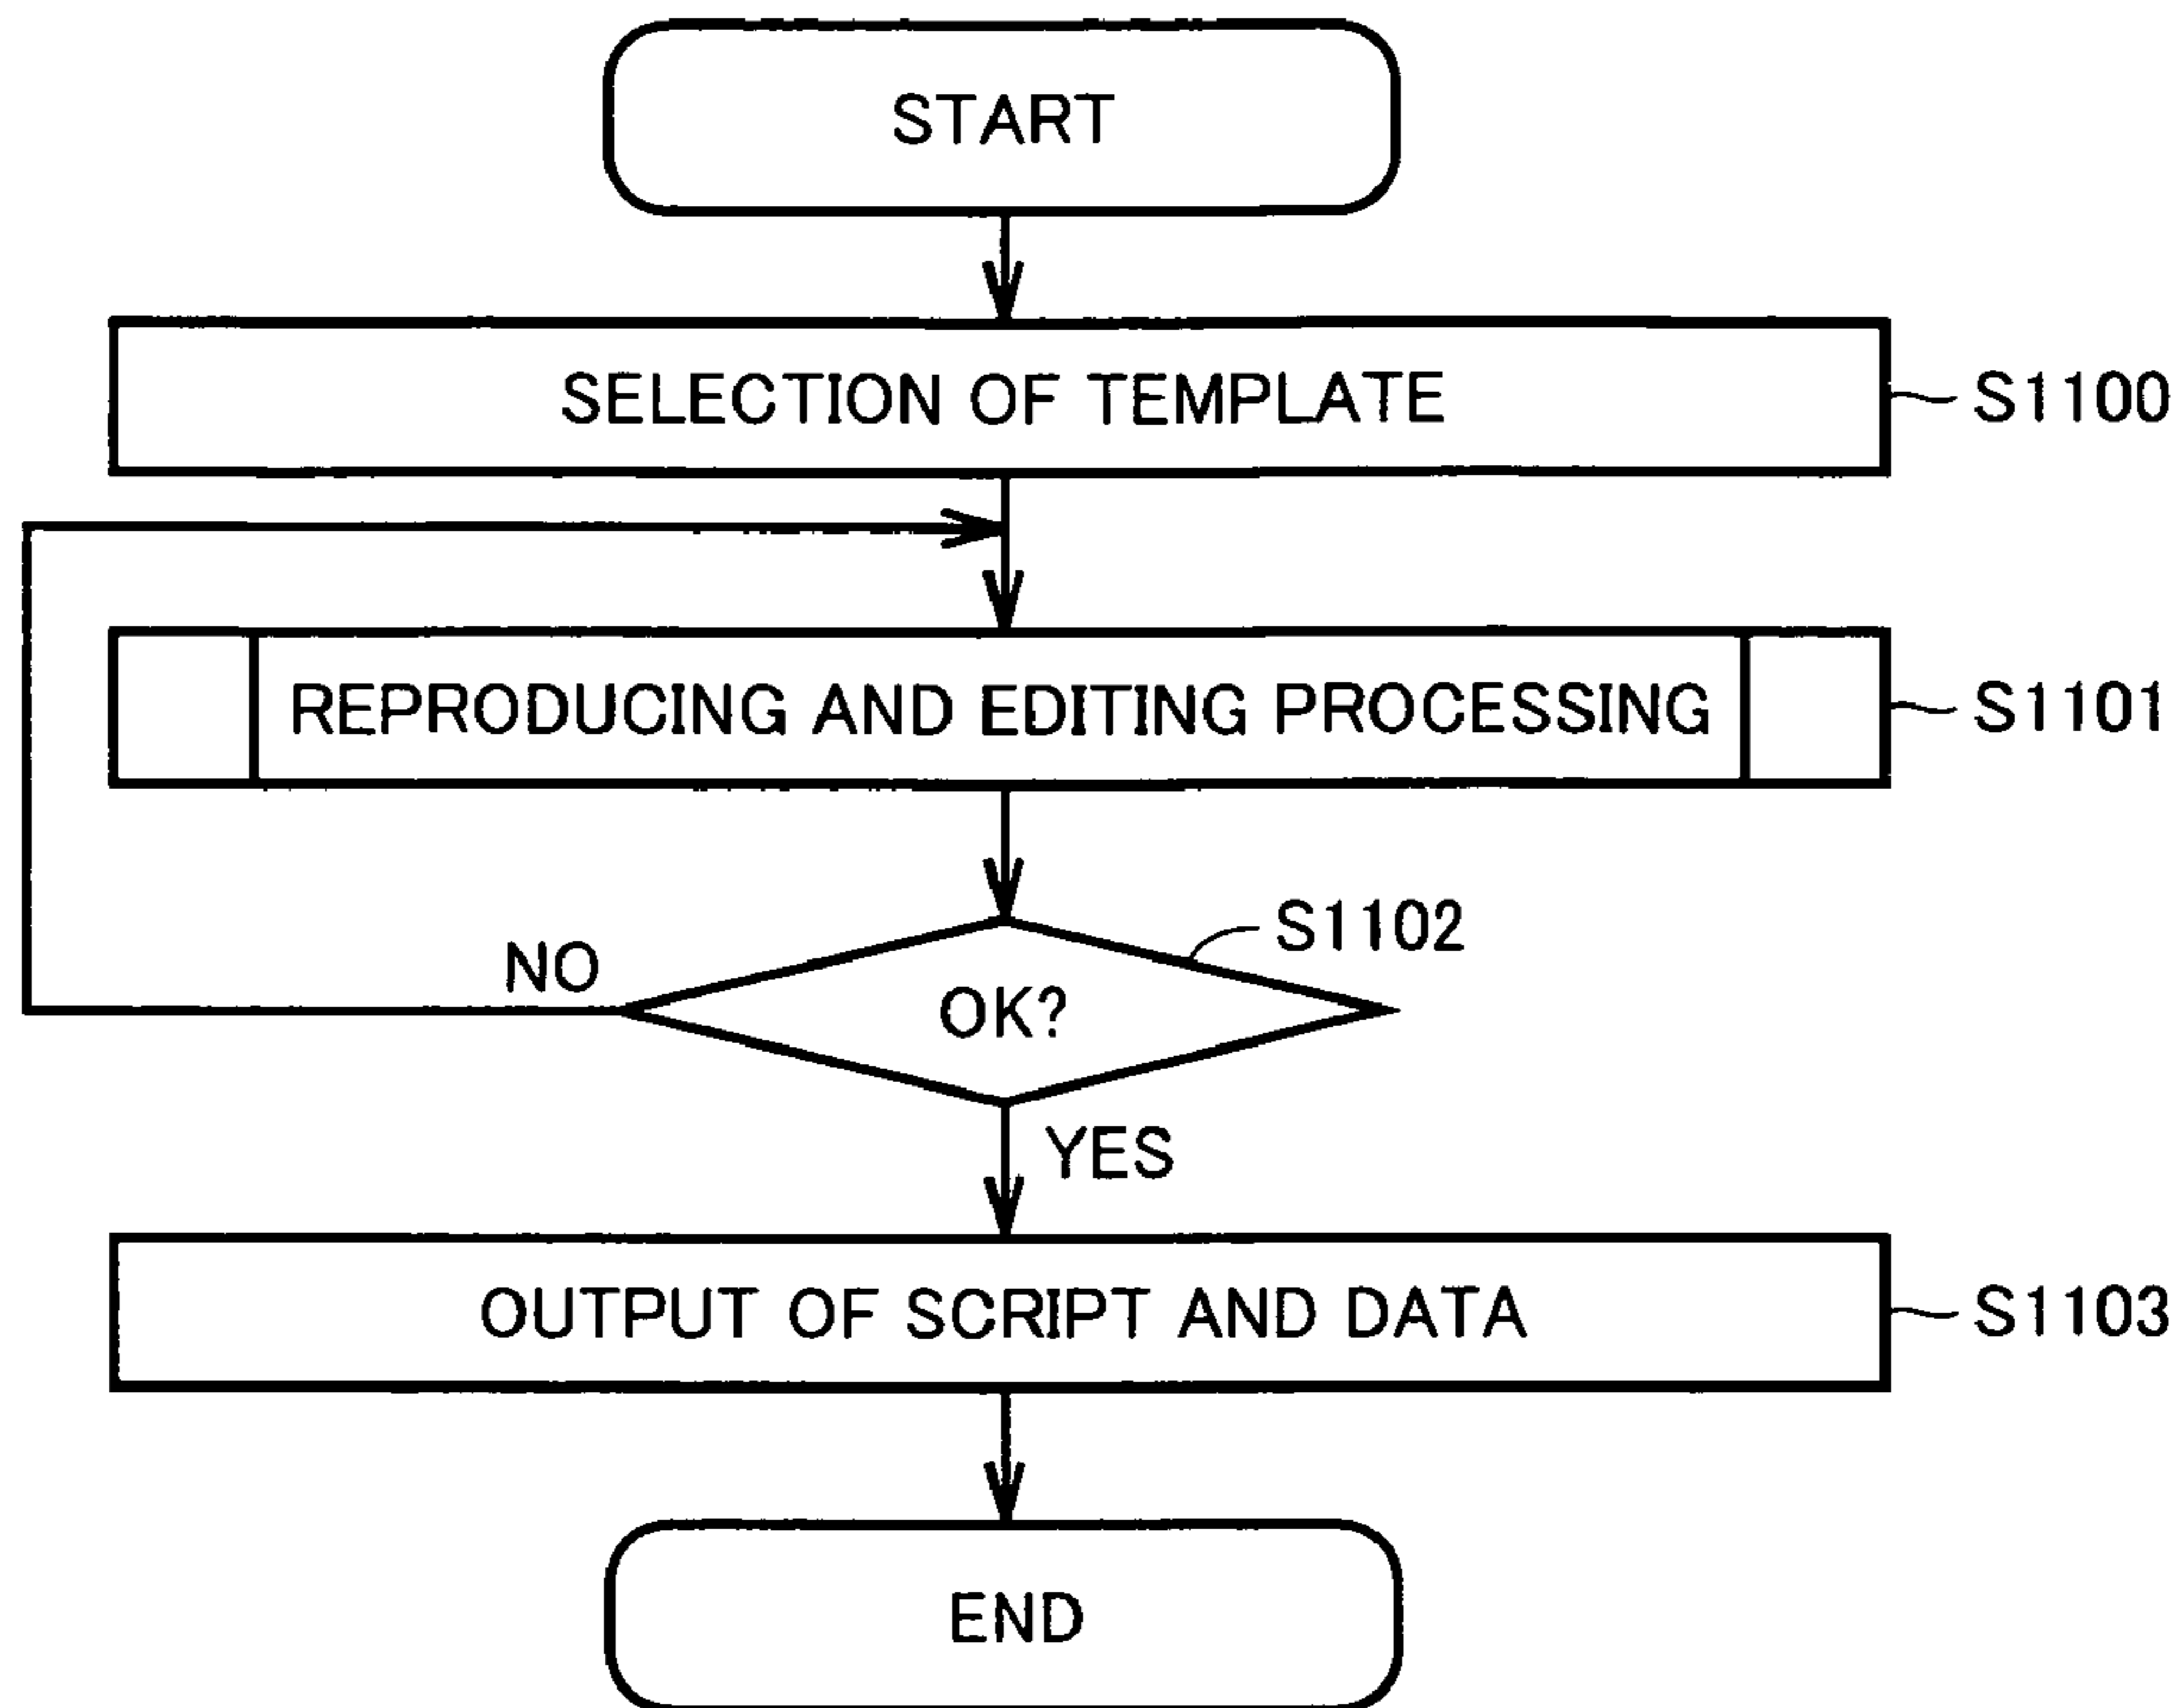 START
SELECTION OF TEMPLATE
S1100
REPRODUCING AND EDITING PROCESSING
S1101
S1102
NO
OK?
YES
OUTPUT OF SCRIPT AND DATA
S1103
END